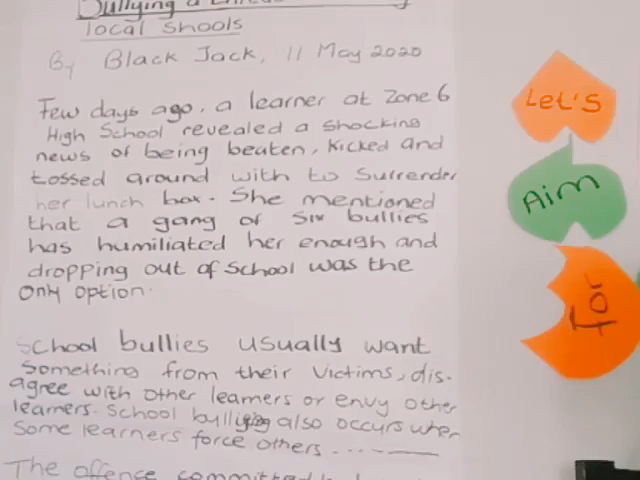 Bullying a
local shools
By Black Jack, 11 May 2020
Few days ago, a learner at Zone 6
High School revealed a shocking
news of being beaten, kicked and
tossed around with to surrender
her lunch box. She mentioned
that a gang of six bullies
has humiliated her enough and
dropping out of school was the
only option.
School bullies usually want
something from their victims, dis-
agree with other learners or envy other
learners. School bullying also occurs when
some learners force others....
The offence committed
Let's
Aim
for